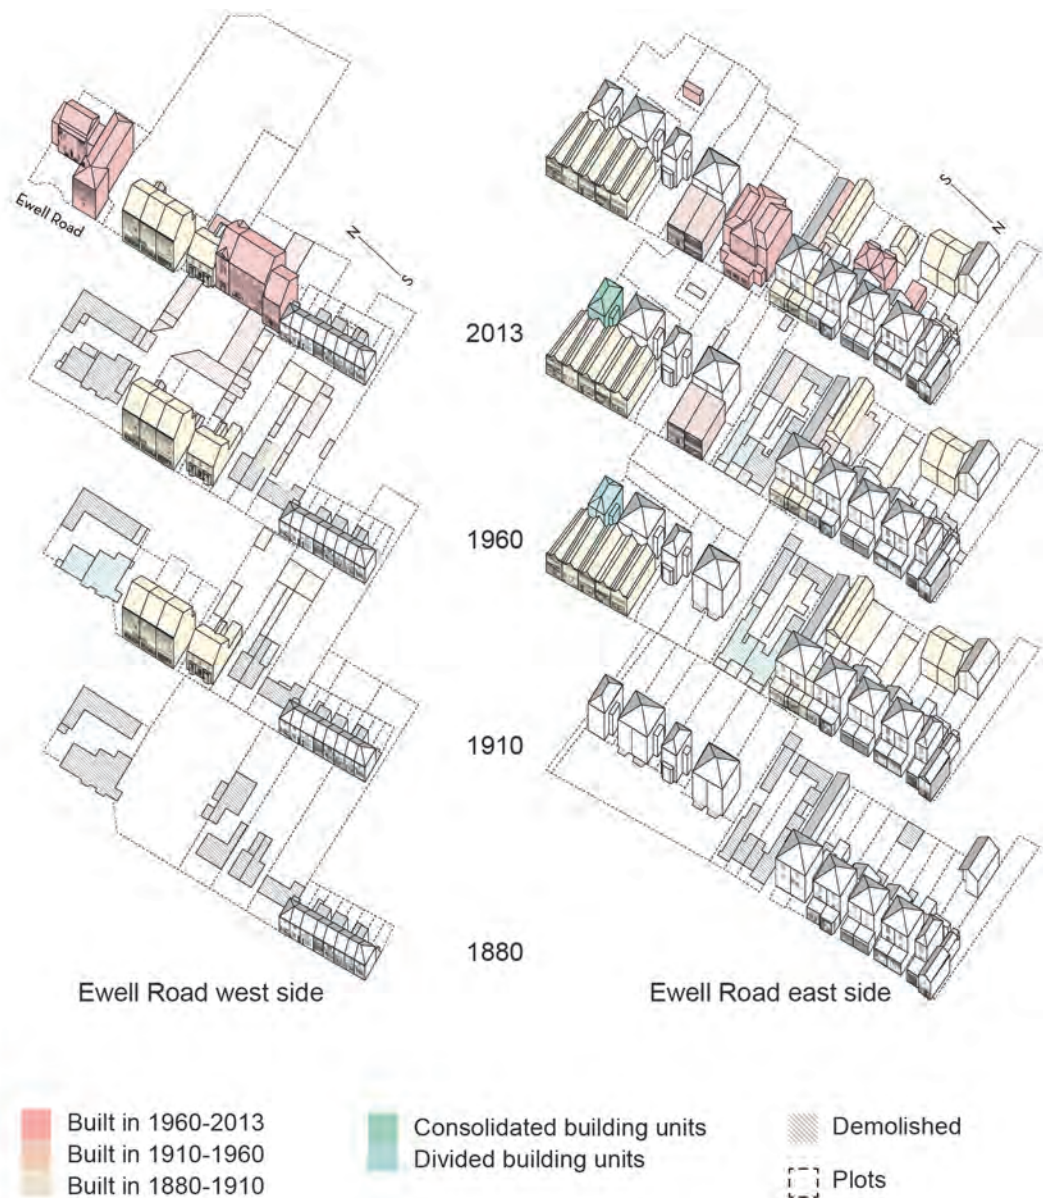 Ewell Road
N
S
S
N
2013
1960
1910
1880
Ewell Road west side
Ewell Road east side
Built in 1960-2013
Built in 1910-1960
Built in 1880-1910
Consolidated building units
Divided building units
Demolished
Plots